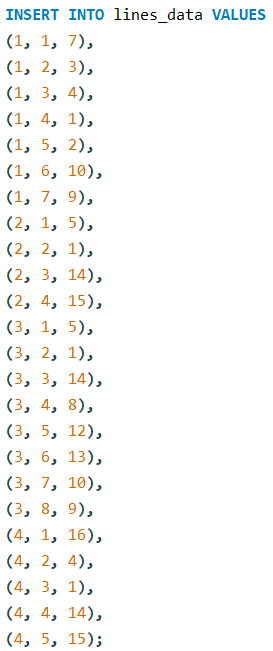 INSERT INTO lines_data VALUES
(1, 1, 7),
(1, 2, 3),
(1, 3, 4),
(1, 4, 1),
(1, 5, 2),
(1, 6, 10),
(1, 7, 9),
(2, 1, 5),
(2, 2, 1),
(2, 3, 14),
(2, 4, 15),
(3, 1, 5),
(3, 2, 1),
(3, 3, 14),
(3, 4, 8),
(3, 5, 12),
(3, 6, 13),
(3, 7, 10),
(3, 8, 9),
(4, 1, 16),
(4, 2, 4),
(4, 3, 1),
(4, 4, 14),
(4, 5, 15);